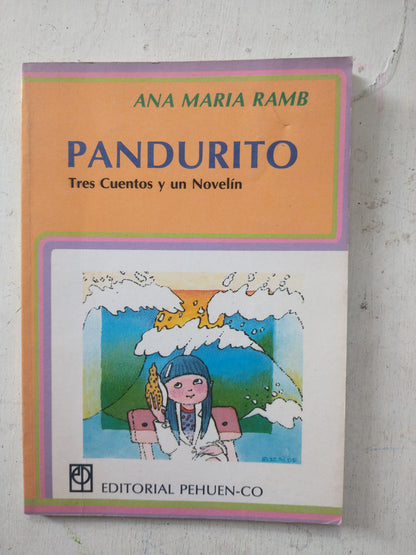 ANA MARIA RAMB
PANDURITO
Tres Cuentos y un Novelín
EDITORIAL PEHUEN-CO